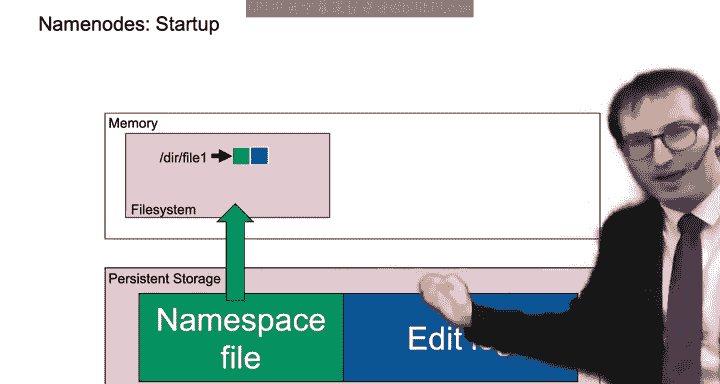 Namenodes: Startup
Memory
/dir/file1
Filesystem
Persistent Storage
Namespace
file
Edit